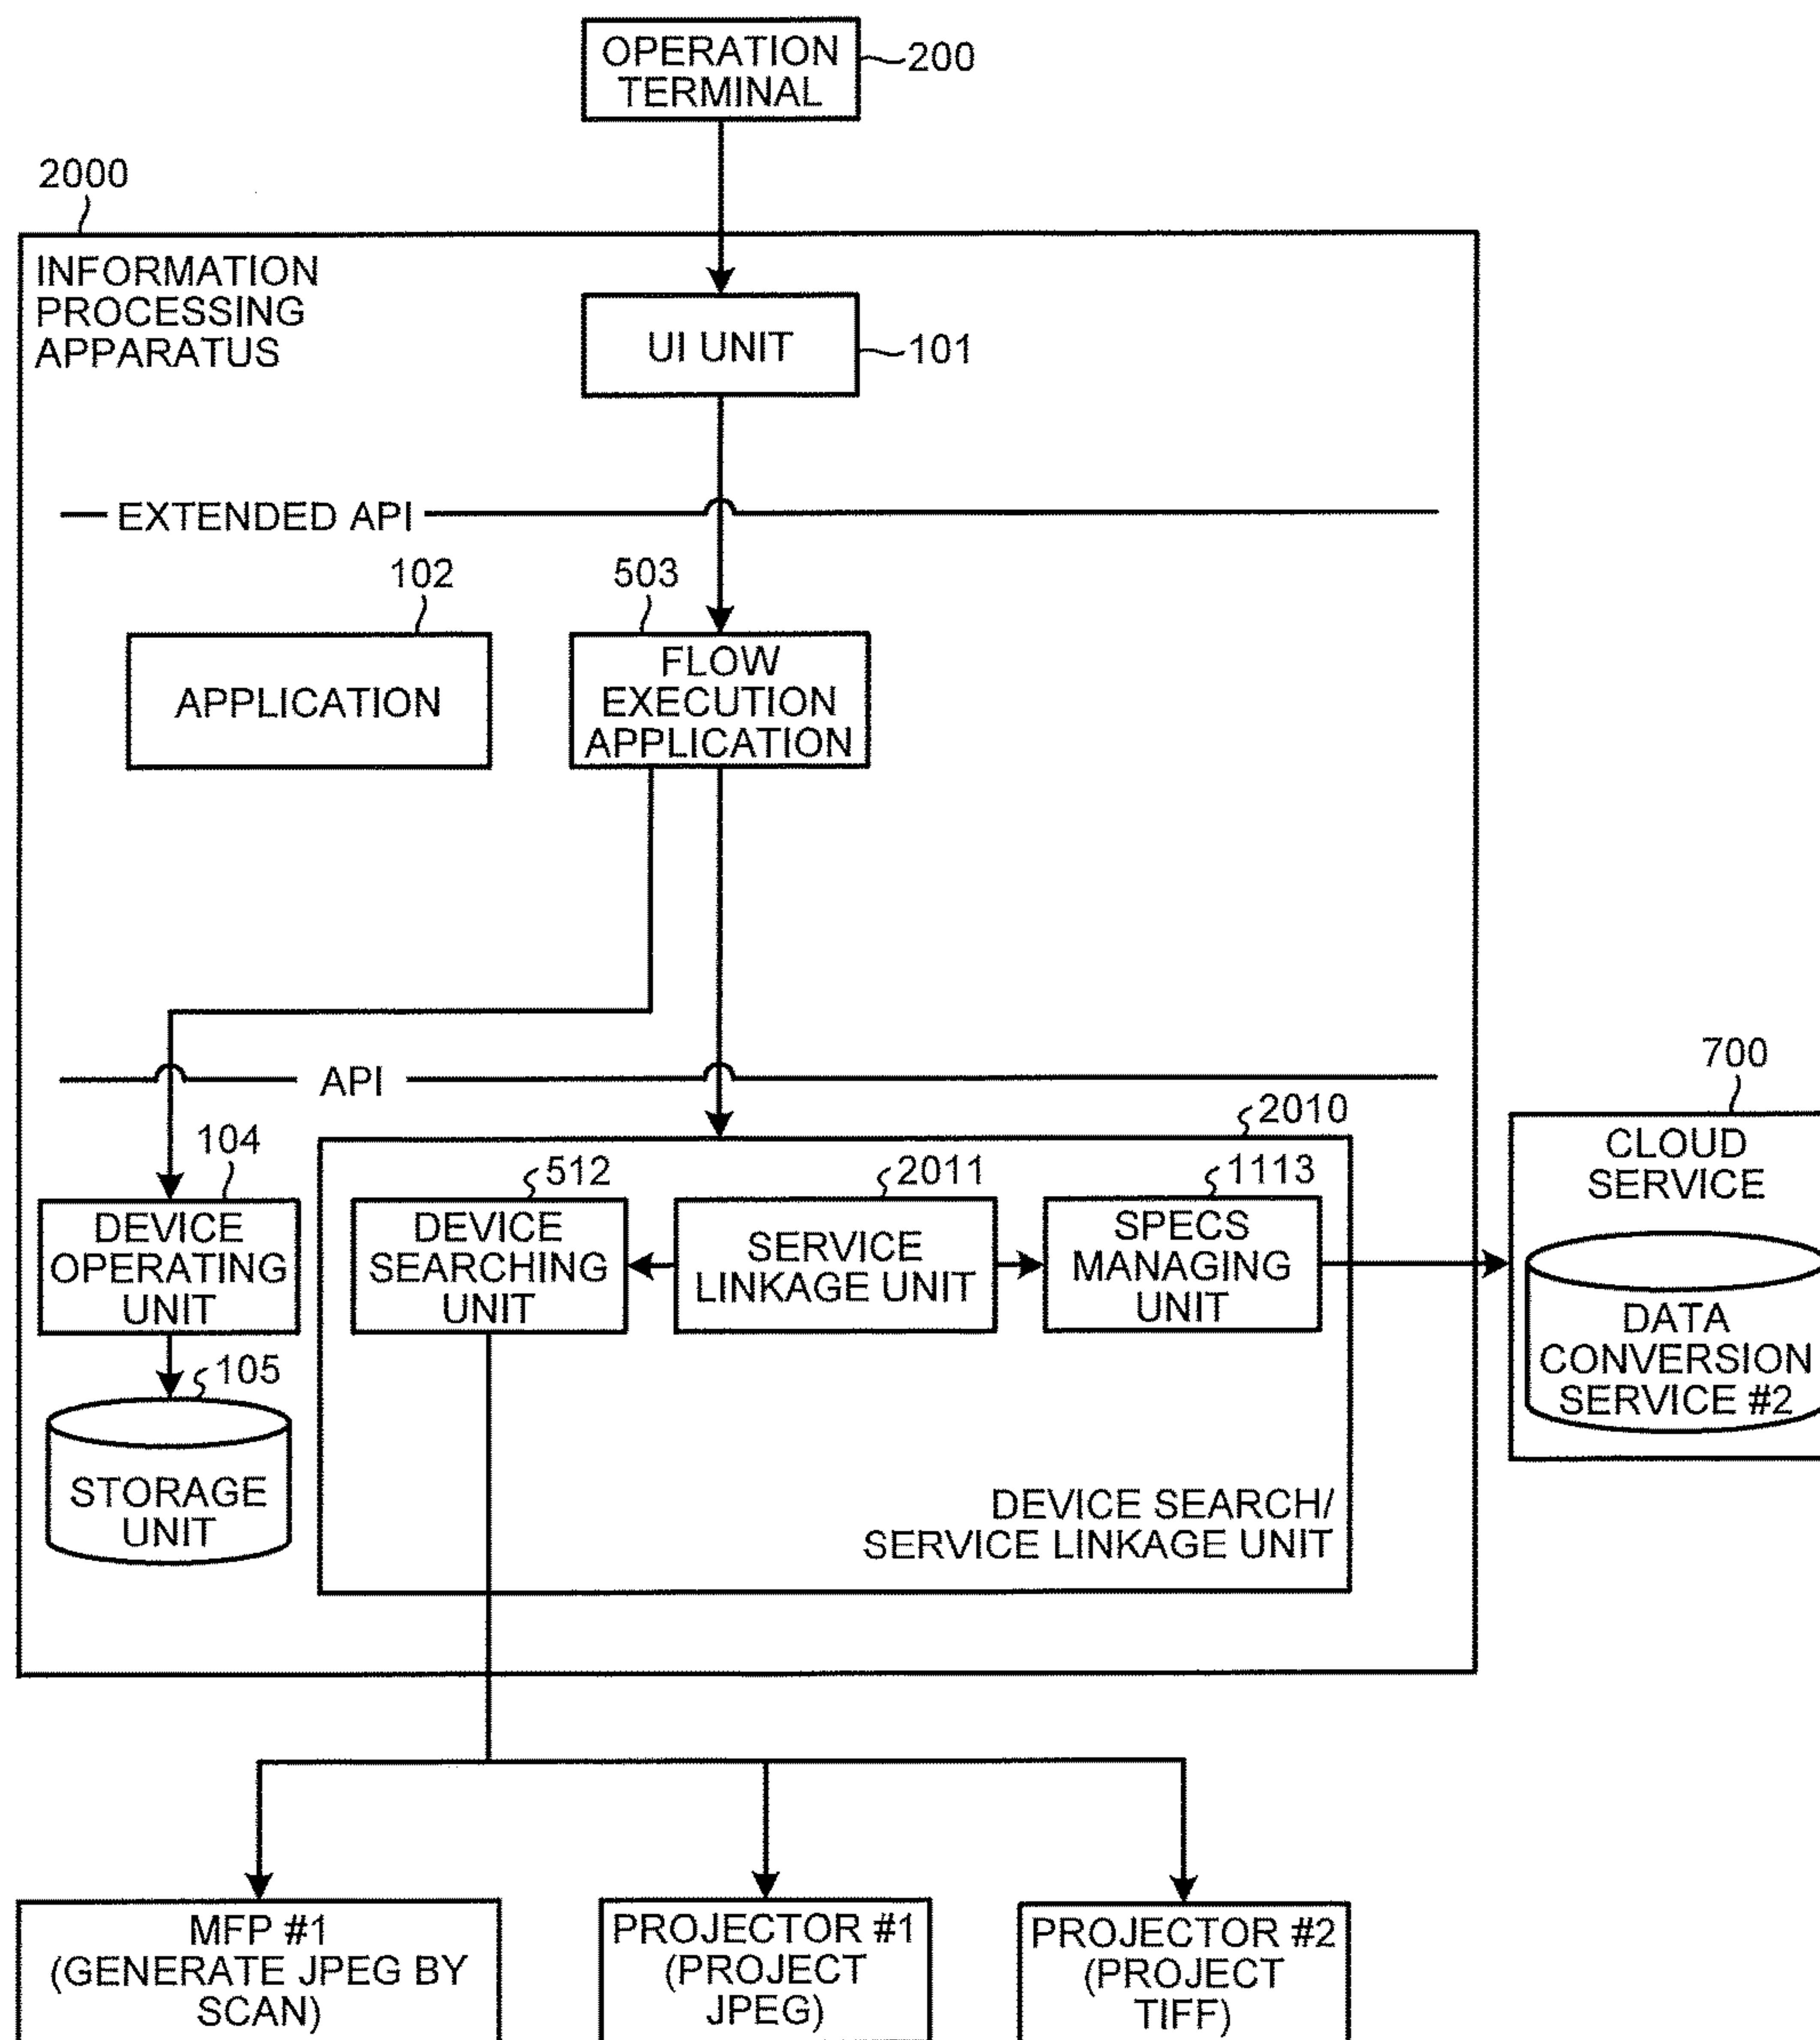 OPERATION
TERMINAL
200
2000
INFORMATION
PROCESSING
APPARATUS
UI UNIT
101
EXTENDED API
102
503
APPLICATION
FLOW
EXECUTION
APPLICATION
API
700
2010
CLOUD
SERVICE
104
512
2011
1113
DEVICE
OPERATING
UNIT
DEVICE
SEARCHING
UNIT
SERVICE
LINKAGE UNIT
SPECS
MANAGING
UNIT
DATA
CONVERSION
SERVICE #2
105
STORAGE
UNIT
DEVICE SEARCH/
SERVICE LINKAGE UNIT
MFP #1
(GENERATE JPEG BY
SCAN)
PROJECTOR #1
(PROJECT
JPEG)
PROJECTOR #2
(PROJECT
TIFF)